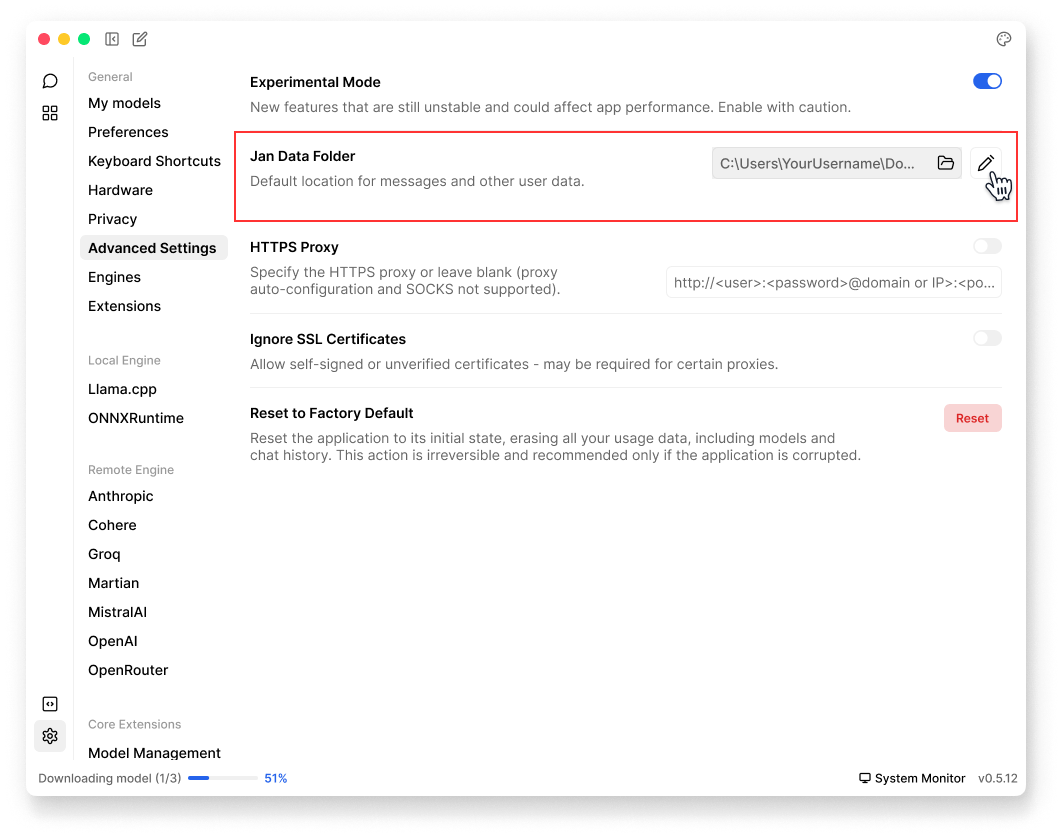 General
My models
Preferences
Keyboard Shortcuts
Hardware
Privacy
Advanced Settings
Engines
Extensions
Local Engine
Llama.cpp
ONNXRuntime
Remote Engine
Anthropic
Cohere
Groq
Martian
MistralAI
OpenAI
OpenRouter
Core Extensions
Model Management
Experimental Mode
New features that are still unstable and could affect app performance. Enable with caution.
Jan Data Folder
Default location for messages and other user data.
C:\Users\YourUsername\Do...
HTTPS Proxy
Specify the HTTPS proxy or leave blank (proxy
auto-configuration and SOCKS not supported).
http://<user>:<password>@domain or IP>:<po...
Ignore SSL Certificates
Allow self-signed or unverified certificates - may be required for certain proxies.
Reset to Factory Default
Reset the application to its initial state, erasing all your usage data, including models and
chat history. This action is irreversible and recommended only if the application is corrupted.
Reset
Downloading model (1/3) 51%
System Monitor v0.5.12